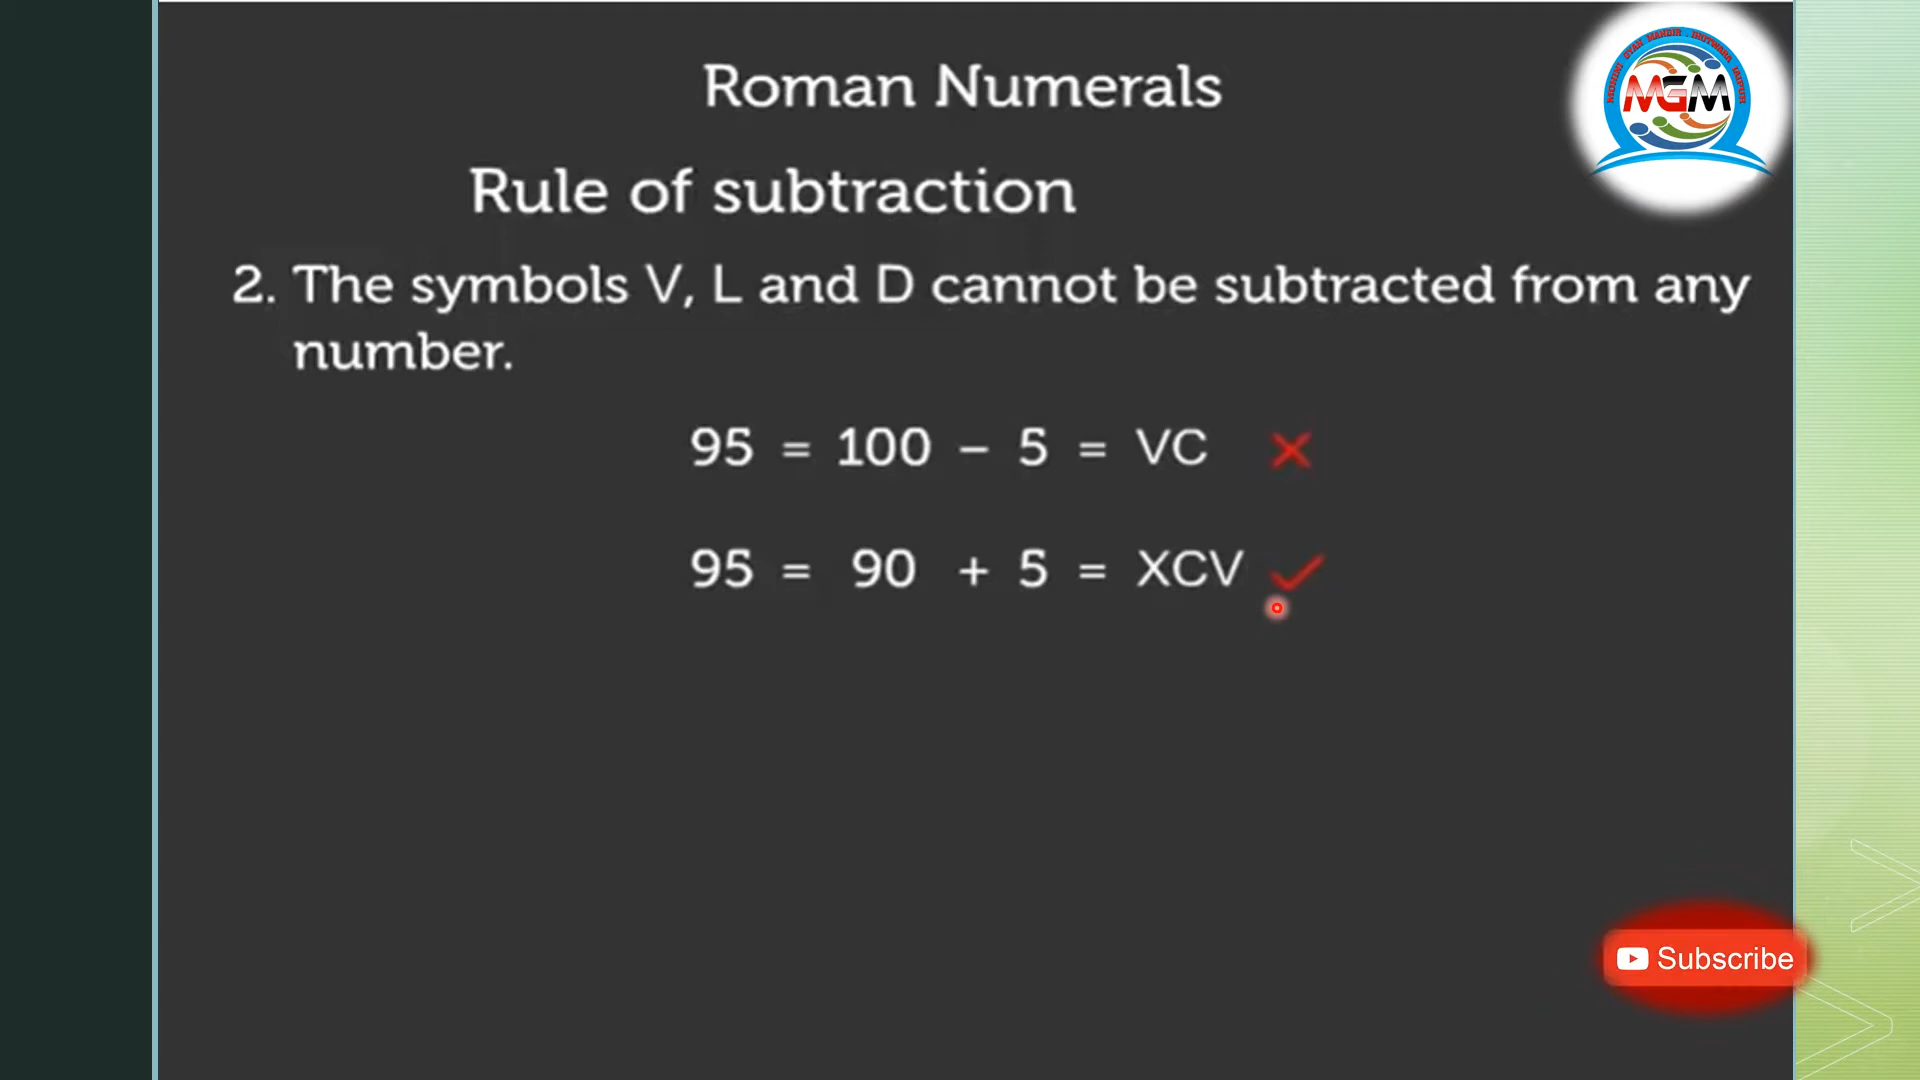 Roman Numerals
Rule of subtraction
2. The symbols V, L and D cannot be subtracted from any
number.
95 = 100 – 5 = VC
95 = 90 + 5 = XCV
MGM
Subscribe